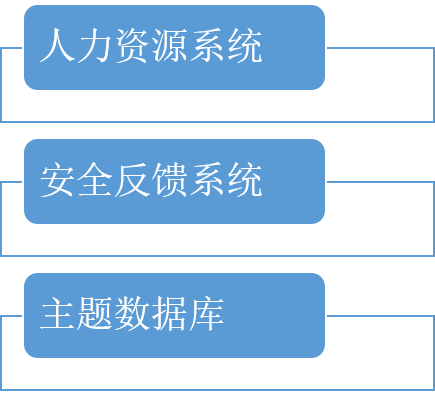 人力资源系统
安全反馈系统
主题数据库